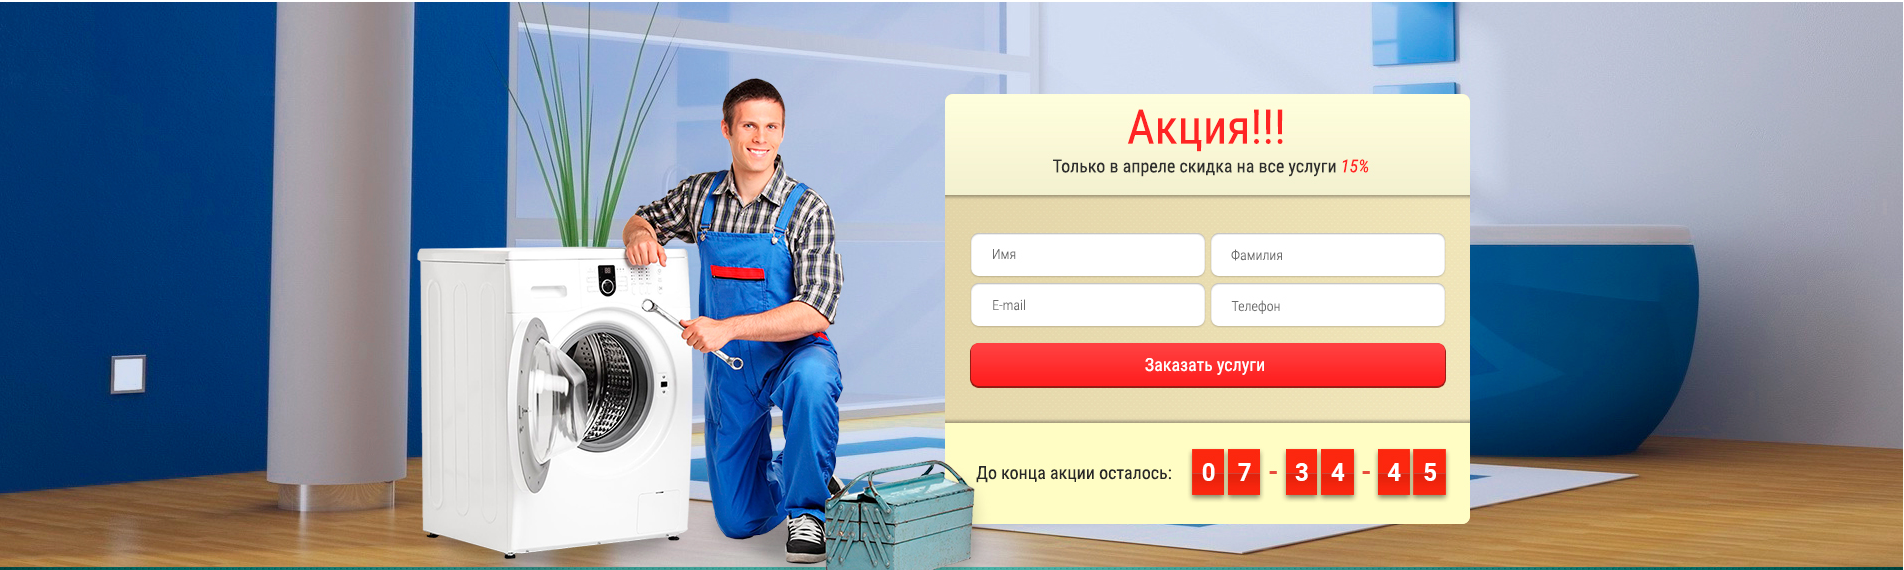 Акция!!!
Только в апреле скидка на все услуги 15%
Имя
Фамилия
E-mail
Телефон
Заказать услуги
До конца акции осталось: 07 - 34 - 45